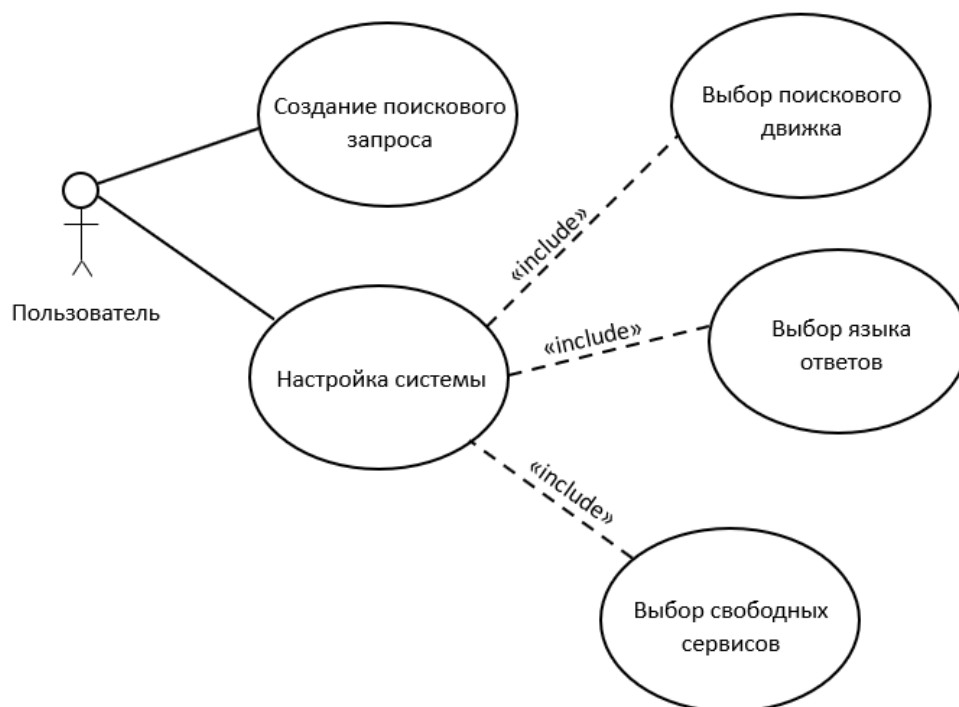 Создание поискового
запроса
Выбор поискового
движка
«include»
Пользователь
«include»
Выбор языка
ответов
Настройка системы
«include»
Выбор свободных
сервисов